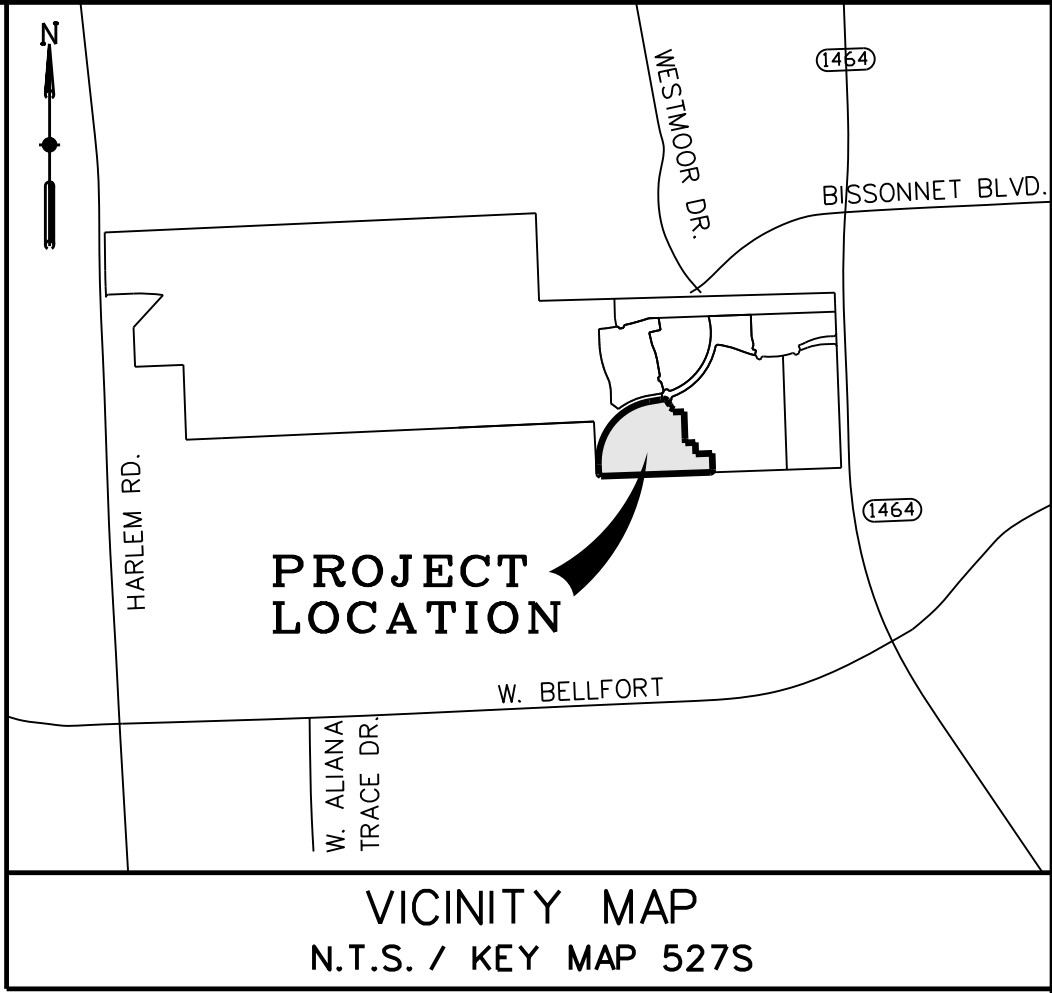 N
WESTMOOR DR.
1464
BISSONNET BLVD.
HARLEM RD.
1464
PROJECT
LOCATION
W. BELLFORT
W. ALIANA
TRACE DR.
VICINITY MAP
N.T.S. / KEY MAP 527S